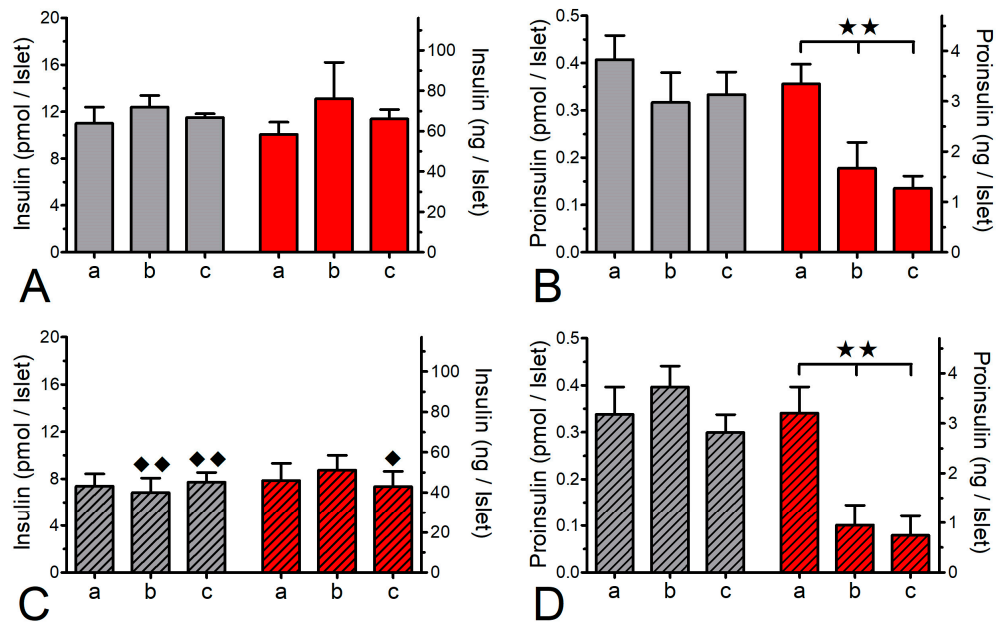 20
16
12
8
4
0
Insulin (pmol / Islet)
100
80
60
40
20
0
Insulin (ng / Islet)
a b c a b c
A
0.5
0.4
0.3
0.2
0.1
0.0
Proinsulin (pmol / Islet)
★★
4
3
2
1
0
Proinsulin (ng / Islet)
a b c a b c
B
20
16
12
8
4
0
Insulin (pmol / Islet)
◆◆ ◆◆ ◆
100
80
60
40
20
0
Insulin (ng / Islet)
a b c a b c
C
0.5
0.4
0.3
0.2
0.1
0.0
Proinsulin (pmol / Islet)
★★
4
3
2
1
0
Proinsulin (ng / Islet)
a b c a b c
D